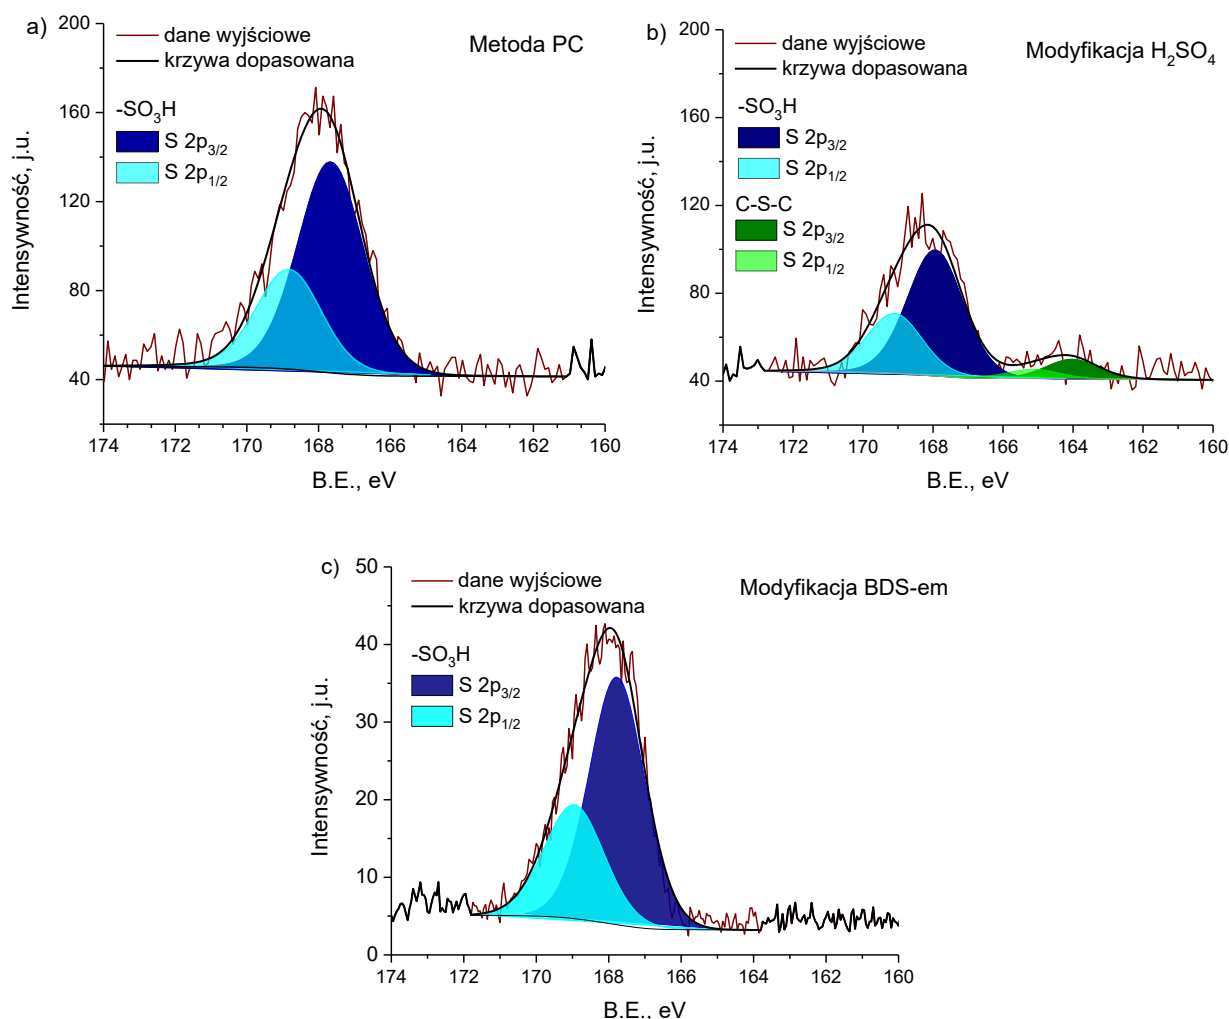 a)
Metoda PC
dane wyjściowe
krzywa dopasowana
-SO₃H
S 2p₃/₂
S 2p₁/₂
Intensywność, j.u.
200
160
120
80
40
174 172 170 168 166 164 162 160
B.E., eV
b)
Modyfikacja H₂SO₄
dane wyjściowe
krzywa dopasowana
-SO₃H
S 2p₃/₂
S 2p₁/₂
C-S-C
S 2p₃/₂
S 2p₁/₂
Intensywność, j.u.
200
160
120
80
40
174 172 170 168 166 164 162 160
B.E., eV
c)
Modyfikacja BDS-em
dane wyjściowe
krzywa dopasowana
-SO₃H
S 2p₃/₂
S 2p₁/₂
Intensywność, j.u.
50
40
30
20
10
0
174 172 170 168 166 164 162 160
B.E., eV